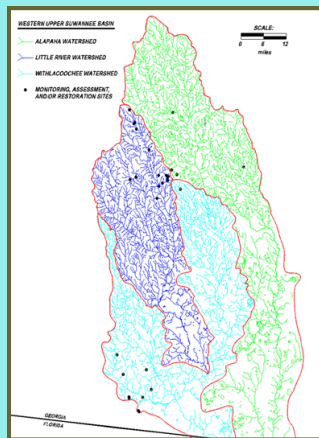 WESTERN UPPER SUWANNEE BASIN
ALAPAHA WATERSHED
LITTLE RIVER WATERSHED
WITHLACOOCHEE WATERSHED
MONITORING, ASSESSMENT,
AND/OR RESTORATION SITES
SCALE:
0 6 12
miles
GEORGIA
FLORIDA